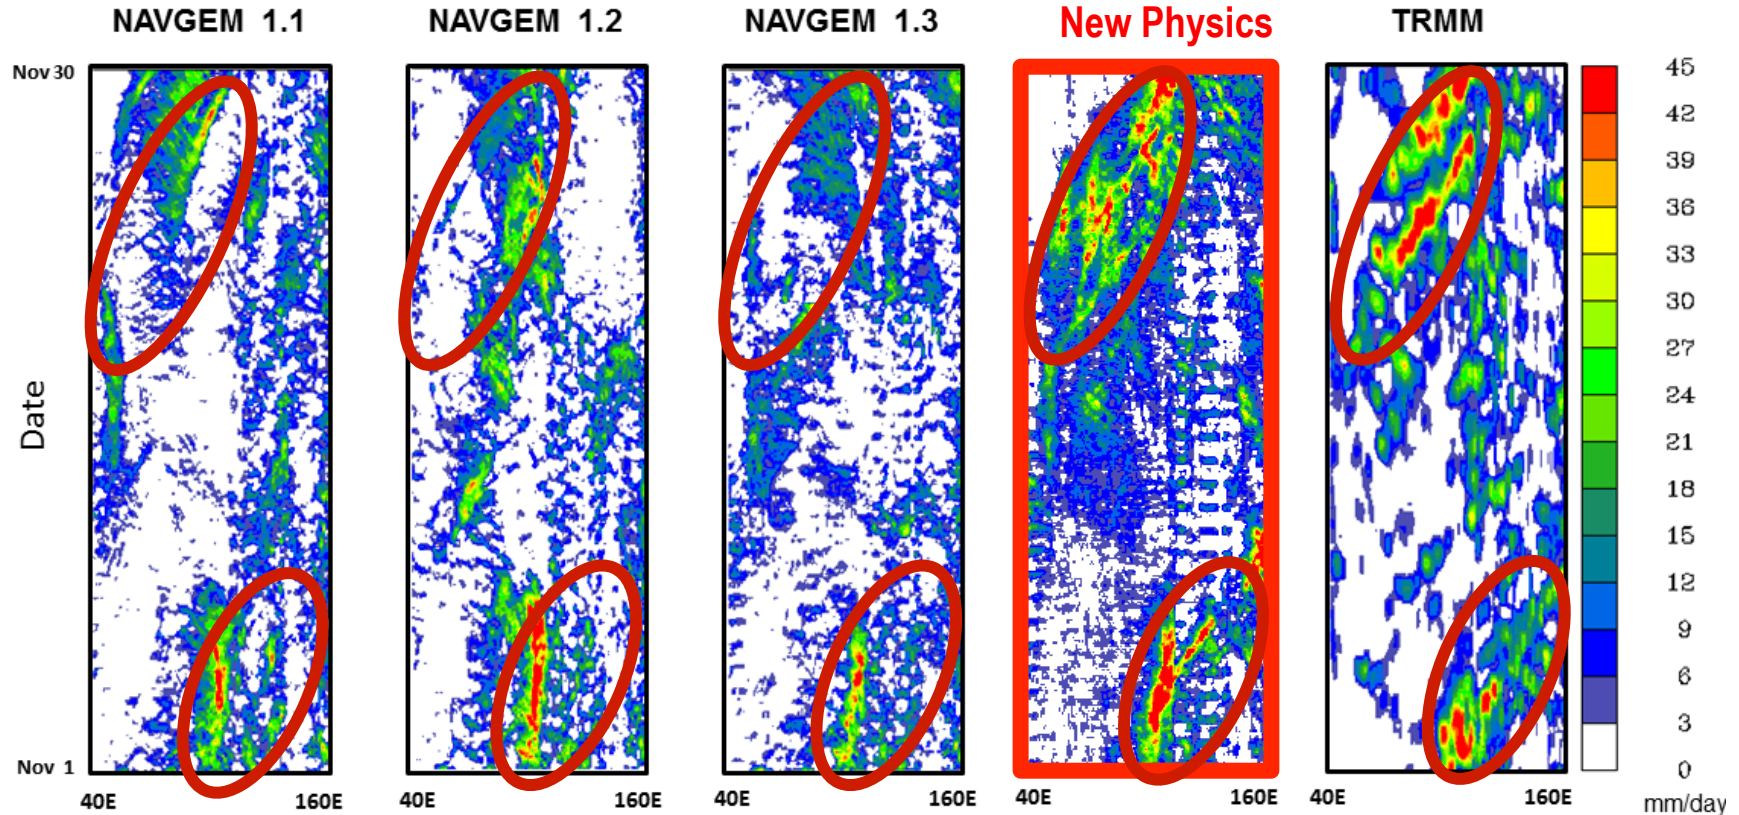 NAVGEM 1.1
NAVGEM 1.2
NAVGEM 1.3
New Physics
TRMM
Nov 30
Date
Nov 1
40E
160E
40E
160E
40E
160E
40E
160E
40E
160E
45
42
39
36
33
30
27
24
21
18
15
12
9
6
3
0
mm/day